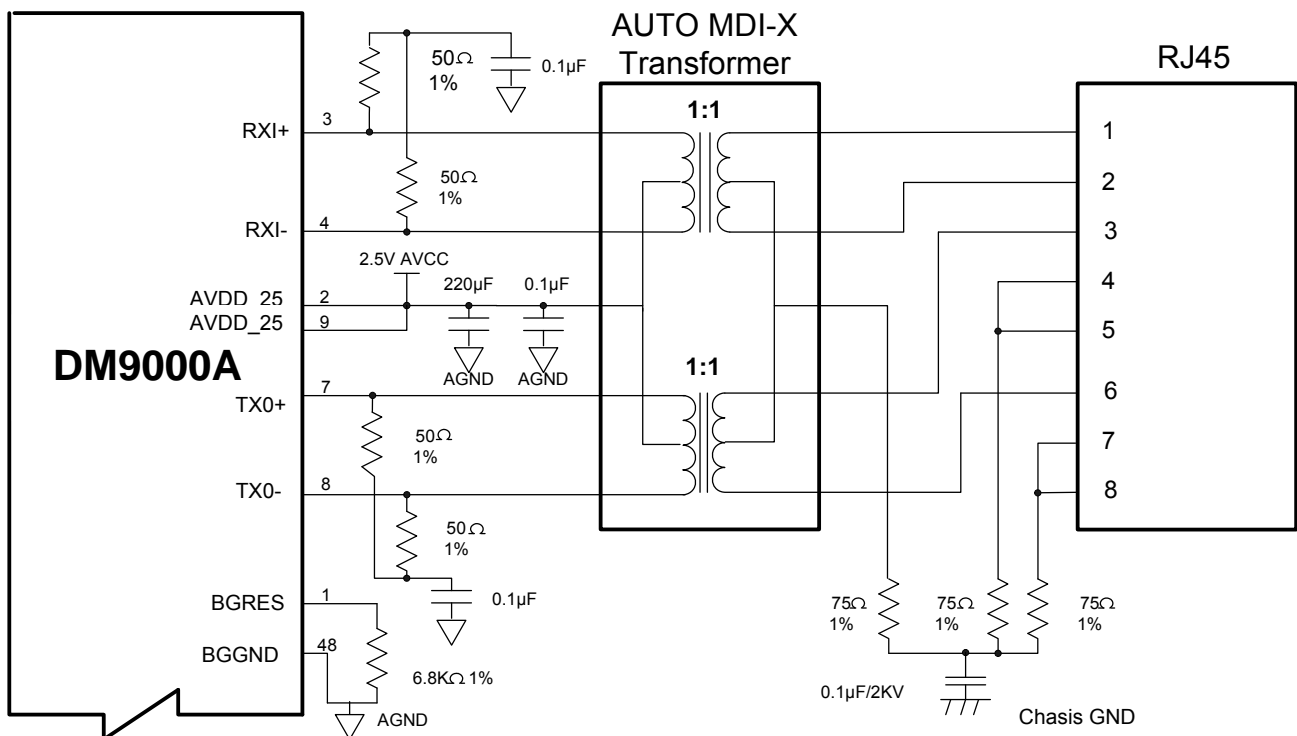 AUTO MDI-X
Transformer
RJ45
50Ω
1%
0.1µF
1:1
RXI+
3
1
2
50Ω
1%
RXI-
4
3
2.5V AVCC
4
220µF
0.1µF
AVDD_25
2
AVDD_25
9
5
DM9000A
AGND
AGND
1:1
7
TX0+
6
50Ω
1%
7
TX0-
8
8
50Ω
1%
BGRES
1
0.1µF
75Ω
1%
75Ω
1%
75Ω
1%
BGGND
48
6.8KΩ 1%
0.1µF/2KV
AGND
Chasis GND